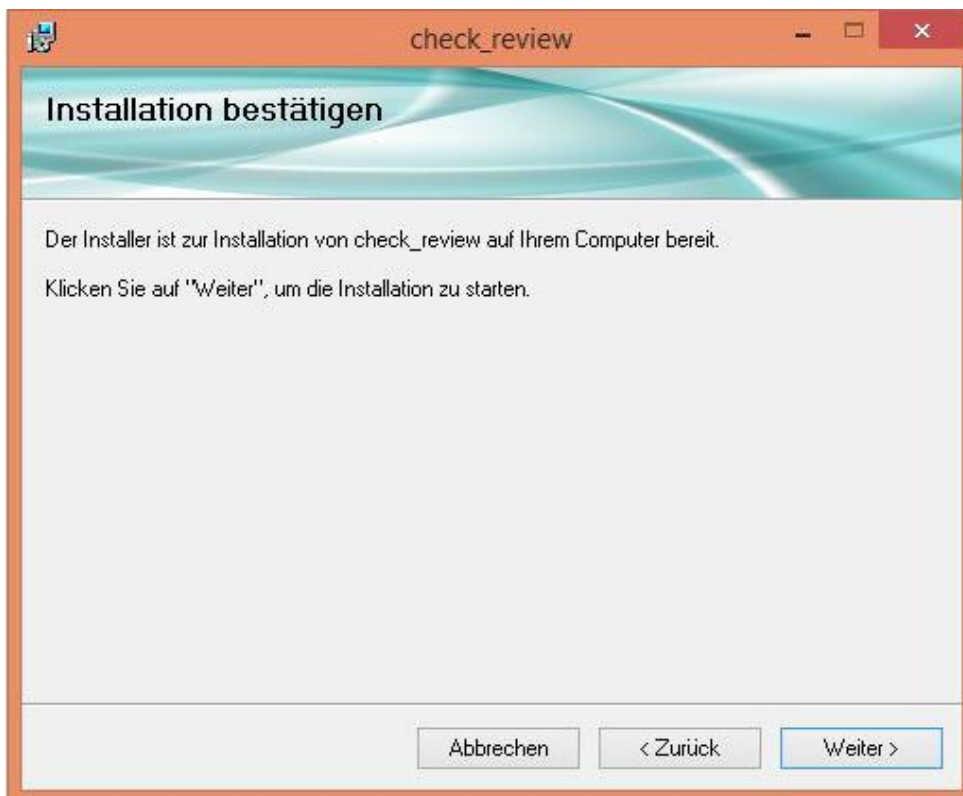 check_review
Installation bestätigen
Der Installer ist zur Installation von check_review auf Ihrem Computer bereit.
Klicken Sie auf "Weiter", um die Installation zu starten.
Abbrechen
< Zurück
Weiter >